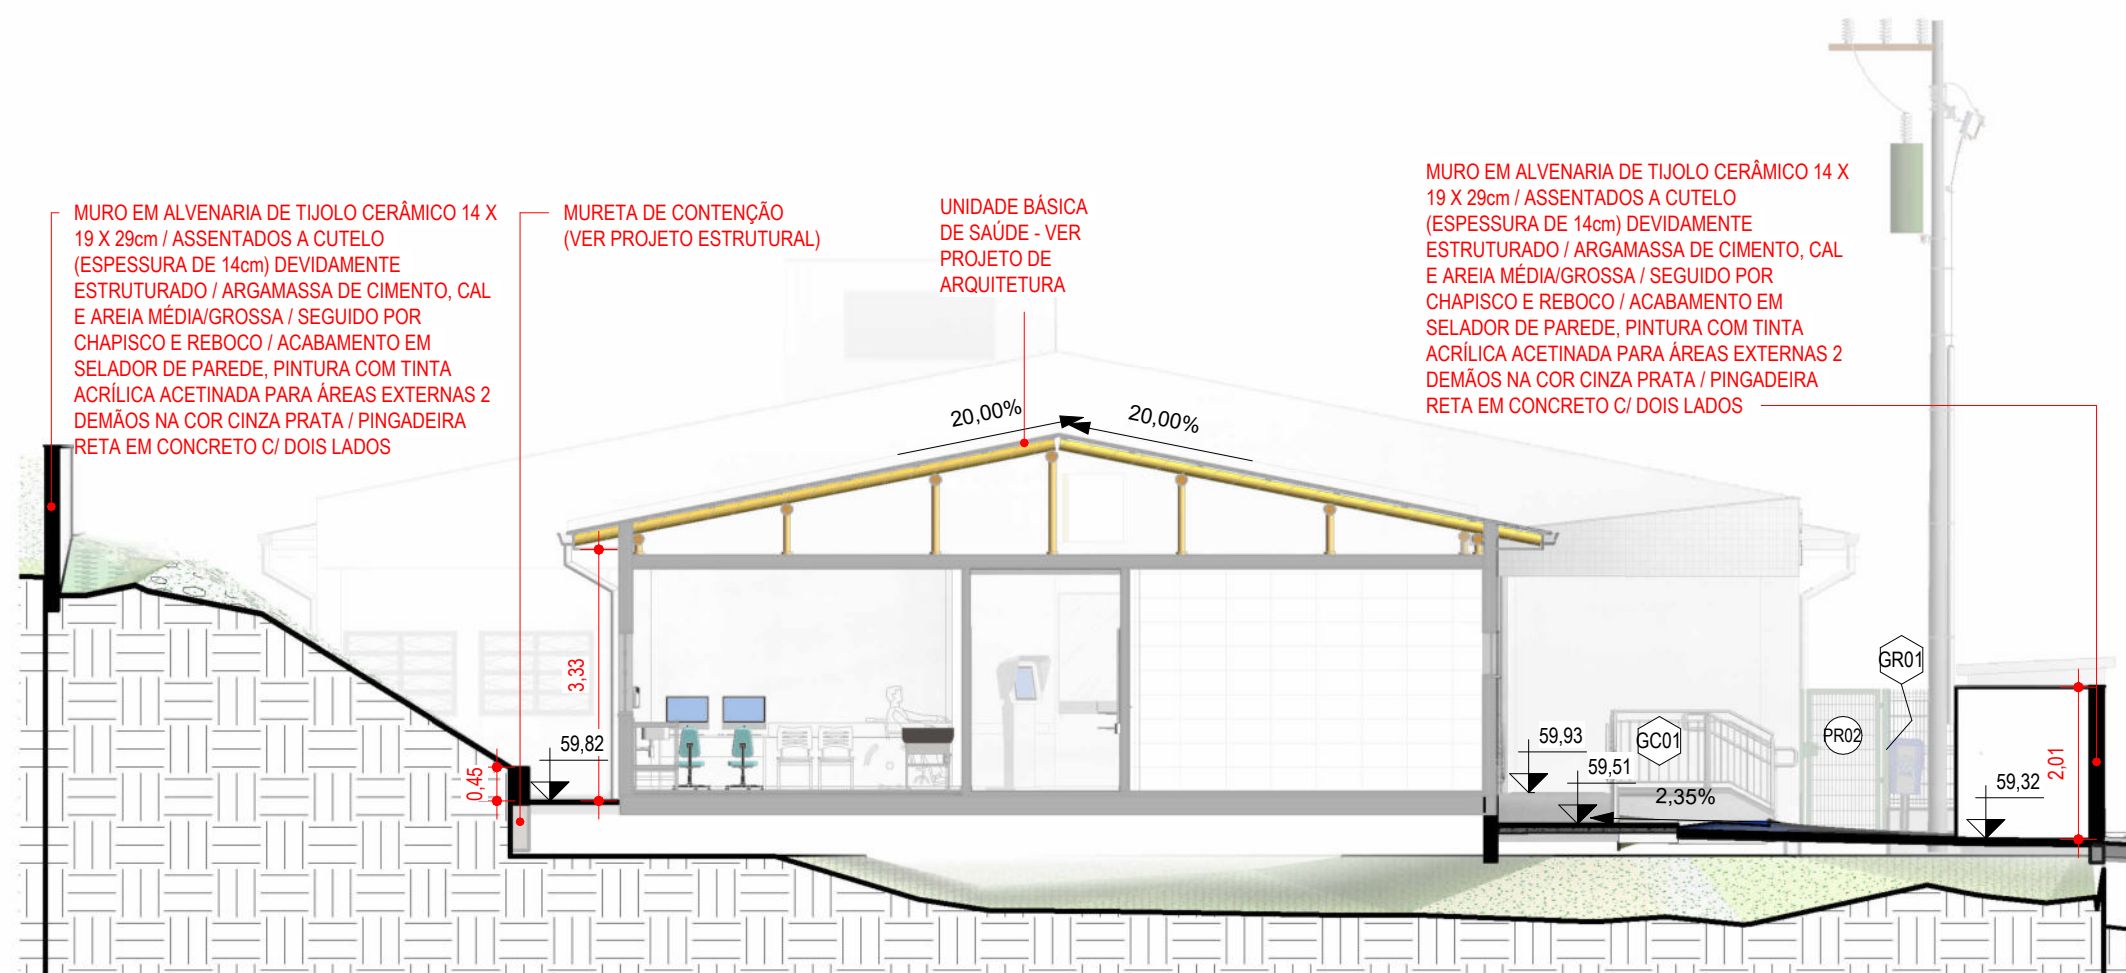 MURO EM ALVENARIA DE TIJOLO CERÂMICO 14 X
19 X 29cm / ASSENTADOS A CUTELO
(ESPESSURA DE 14cm) DEVIDAMENTE
ESTRUTURADO / ARGAMASSA DE CIMENTO, CAL
E AREIA MÉDIA/GROSSA / SEGUIDO POR
CHAPISCO E REBOCO / ACABAMENTO EM
SELADOR DE PAREDE, PINTURA COM TINTA
ACRÍLICA ACETINADA PARA ÁREAS EXTERNAS 2
DEMÃOS NA COR CINZA PRATA / PINGADEIRA
RETA EM CONCRETO C/ DOIS LADOS
MURETA DE CONTENÇÃO
(VER PROJETO ESTRUTURAL)
UNIDADE BÁSICA
DE SAÚDE - VER
PROJETO DE
ARQUITETURA
MURO EM ALVENARIA DE TIJOLO CERÂMICO 14 X
19 X 29cm / ASSENTADOS A CUTELO
(ESPESSURA DE 14cm) DEVIDAMENTE
ESTRUTURADO / ARGAMASSA DE CIMENTO, CAL
E AREIA MÉDIA/GROSSA / SEGUIDO POR
CHAPISCO E REBOCO / ACABAMENTO EM
SELADOR DE PAREDE, PINTURA COM TINTA
ACRÍLICA ACETINADA PARA ÁREAS EXTERNAS 2
DEMÃOS NA COR CINZA PRATA / PINGADEIRA
RETA EM CONCRETO C/ DOIS LADOS
20,00%
20,00%
3,33
0,45
59,82
59,93
59,51
GC01
2,35%
PR02
GR01
59,32
2,01